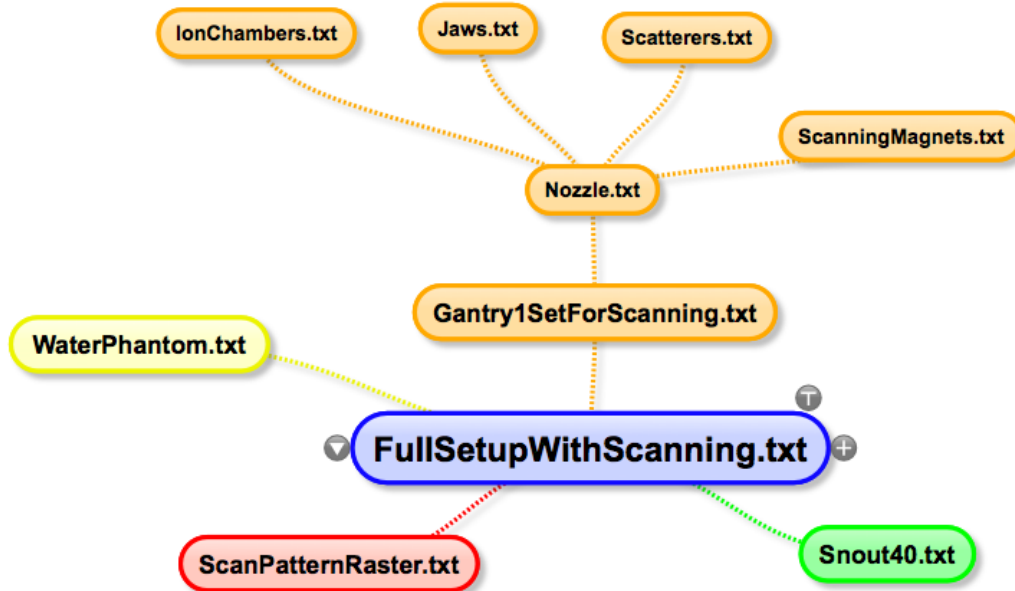 IonChambers.txt
Jaws.txt
Scatterers.txt
ScanningMagnets.txt
Nozzle.txt
Gantry1SetForScanning.txt
WaterPhantom.txt
T
FullSetupWithScanning.txt
ScanPatternRaster.txt
Snout40.txt